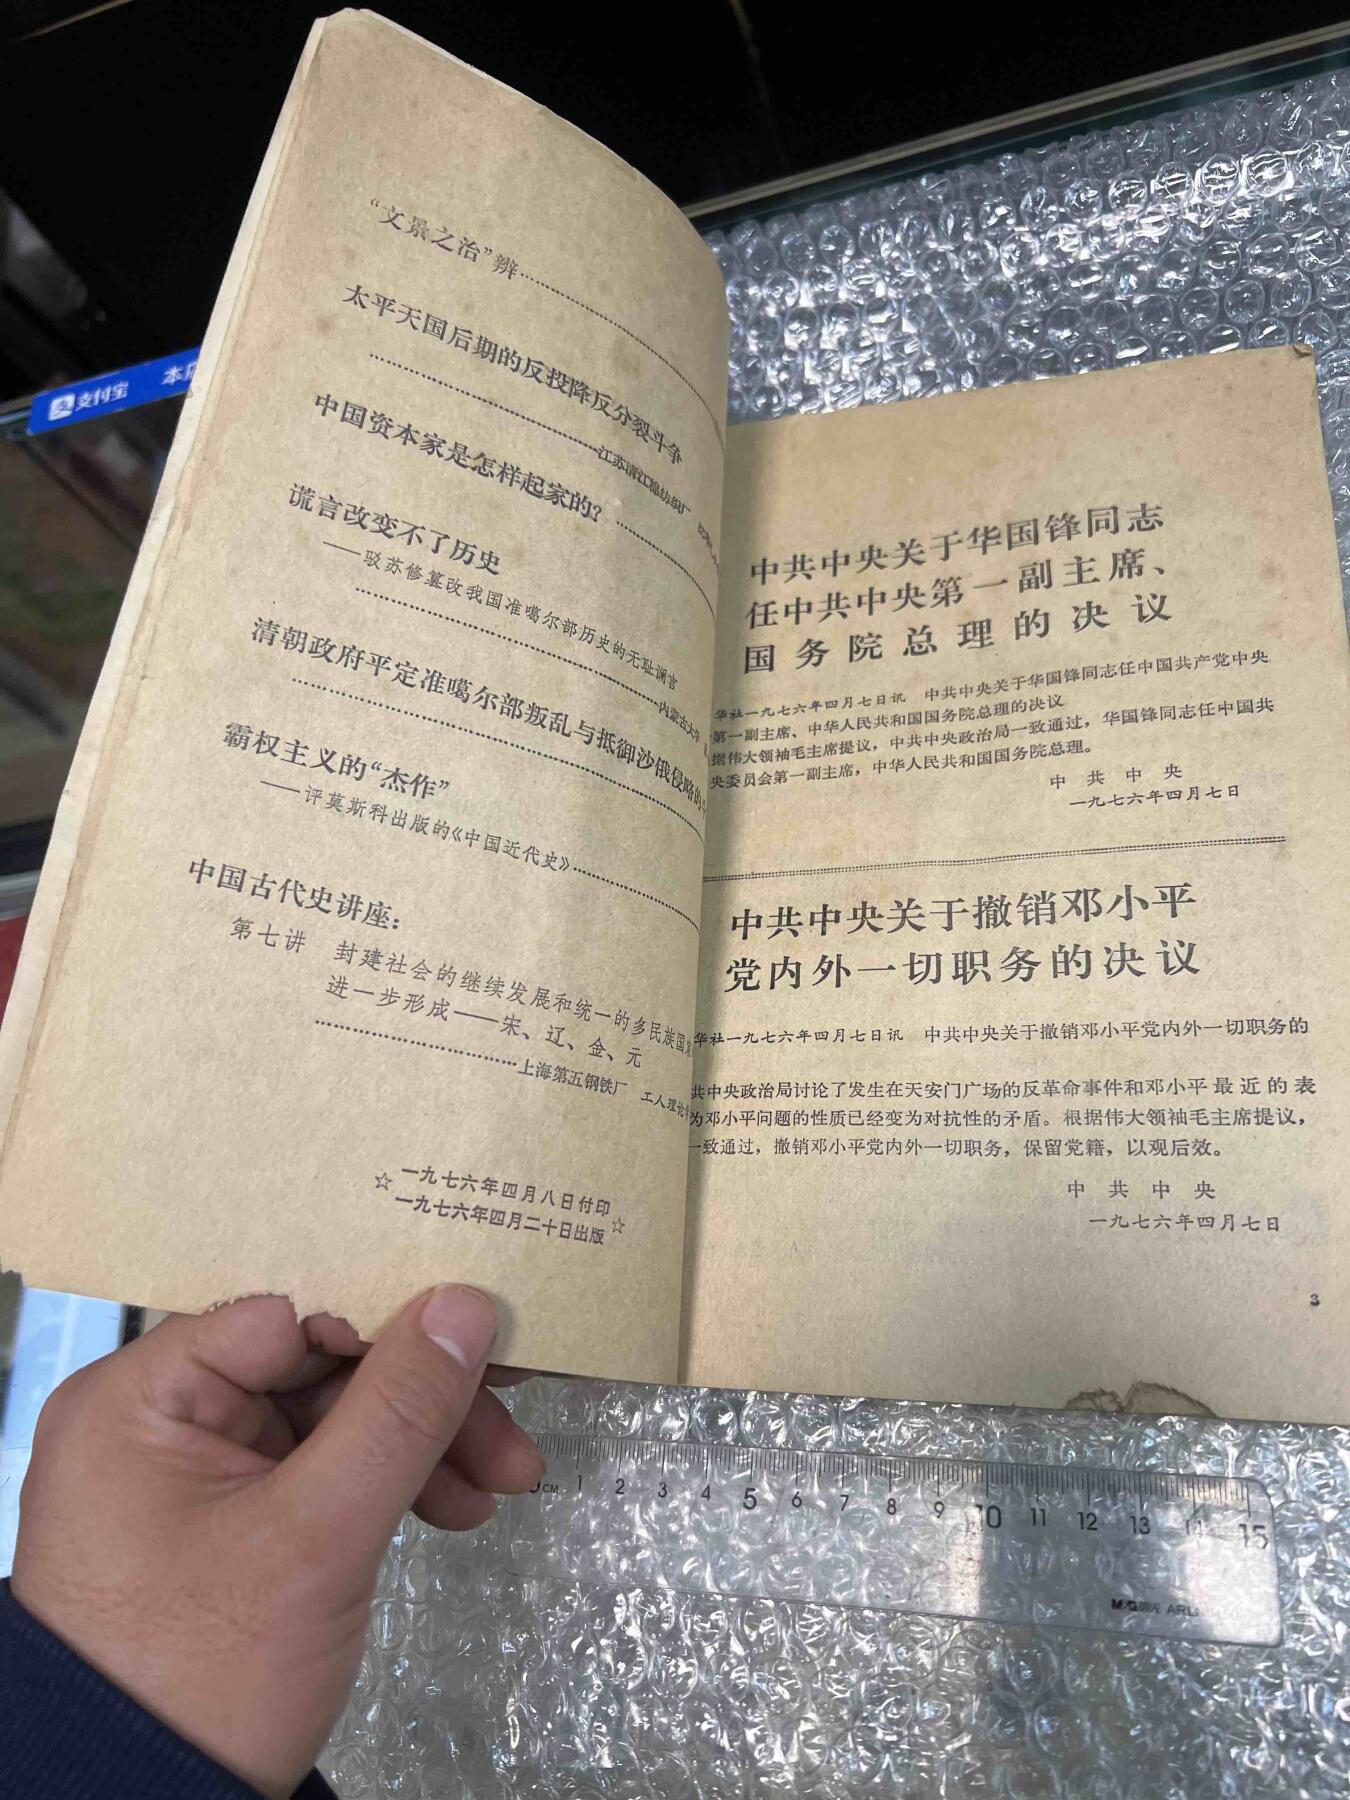 “文景之治”辨
太平天国后期的反投降反分裂斗争
江苏清江棉纺织厂
中国资本家是怎样起家的?
谎言改变不了历史
——驳苏修篡改我国准噶尔部历史的无耻谰言
内蒙古大学
清朝政府平定准噶尔部叛乱与抵御沙俄侵略的斗
霸权主义的“杰作”
——评莫斯科出版的《中国近代史》
中国古代史讲座:
第七讲 封建社会的继续发展和统一的多民族国家
进一步形成——宋、辽、金、元
上海第五钢铁厂 工人理论
☆一九七六年四月八日付印
一九七六年四月二十日出版☆
中共中央关于华国锋同志
任中共中央第一副主席、
国务院总理的决议
华社一九七六年四月七日讯 中共中央关于华国锋同志任中国共产党中央
第一副主席、中华人民共和国国务院总理的决议
据伟大领袖毛主席提议,中共中央政治局一致通过,华国锋同志任中国共
央委员会第一副主席,中华人民共和国国务院总理。
中共中央
一九七六年四月七日
中共中央关于撤销邓小平
党内外一切职务的决议
华社一九七六年四月七日讯 中共中央关于撤销邓小平党内外一切职务的
共中央政治局讨论了发生在天安门广场的反革命事件和邓小平最近的表
为邓小平问题的性质已经变为对抗性的矛盾。根据伟大领袖毛主席提议,
一致通过,撤销邓小平党内外一切职务,保留党籍,以观后效。
中共中央
一九七六年四月七日
3
支付宝 本店
0CM 1 2 3 4 5 6 7 8 9 10 11 12 13 14 15
M&G晨光